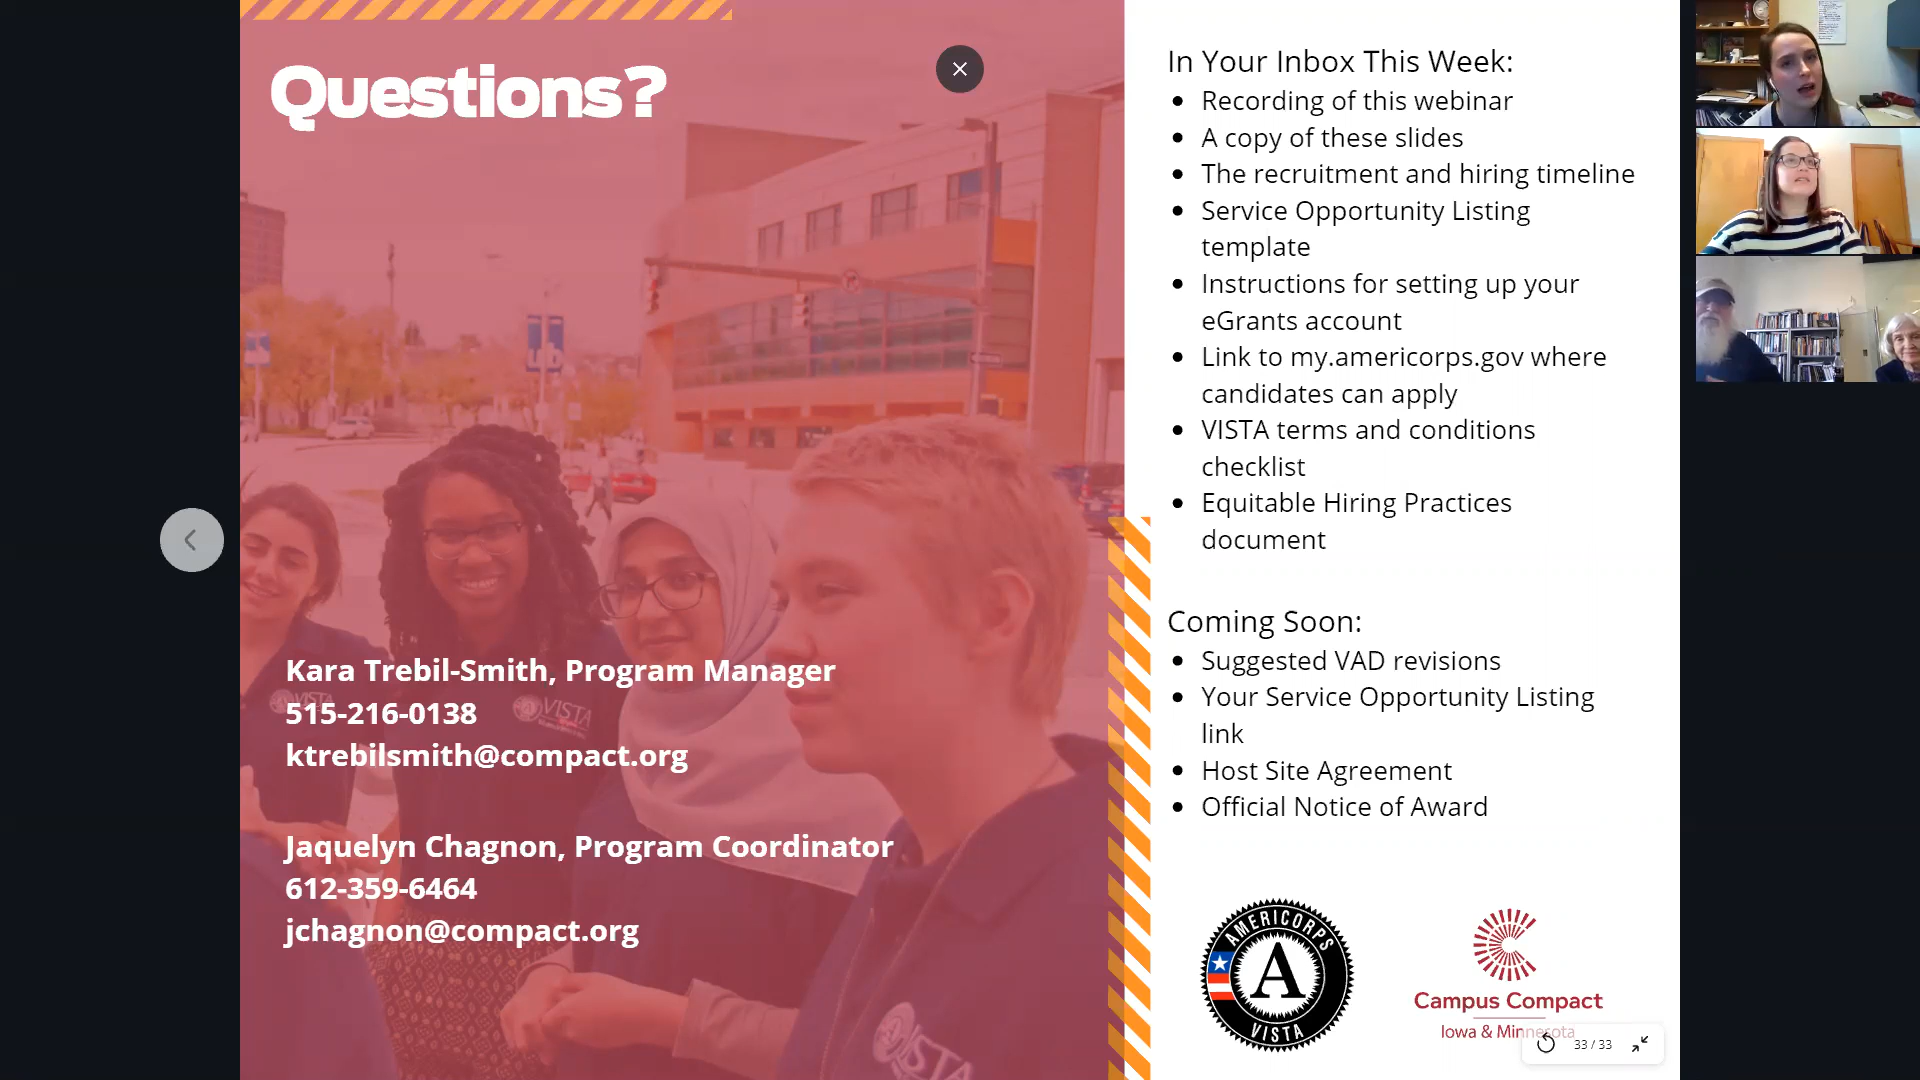 Questions?
Kara Trebil-Smith, Program Manager
515-216-0138
ktrebilsmith@compact.org
Jaquelyn Chagnon, Program Coordinator
612-359-6464
jchagnon@compact.org
ub
VISTA
VISTA
VISTA
In Your Inbox This Week:
• Recording of this webinar
• A copy of these slides
• The recruitment and hiring timeline
• Service Opportunity Listing
template
• Instructions for setting up your
eGrants account
• Link to my.americorps.gov where
candidates can apply
• VISTA terms and conditions
checklist
• Equitable Hiring Practices
document
Coming Soon:
• Suggested VAD revisions
• Your Service Opportunity Listing
link
• Host Site Agreement
• Official Notice of Award
AMERICORPS
A
VISTA
Campus Compact
Iowa & Minnesota
33 / 33